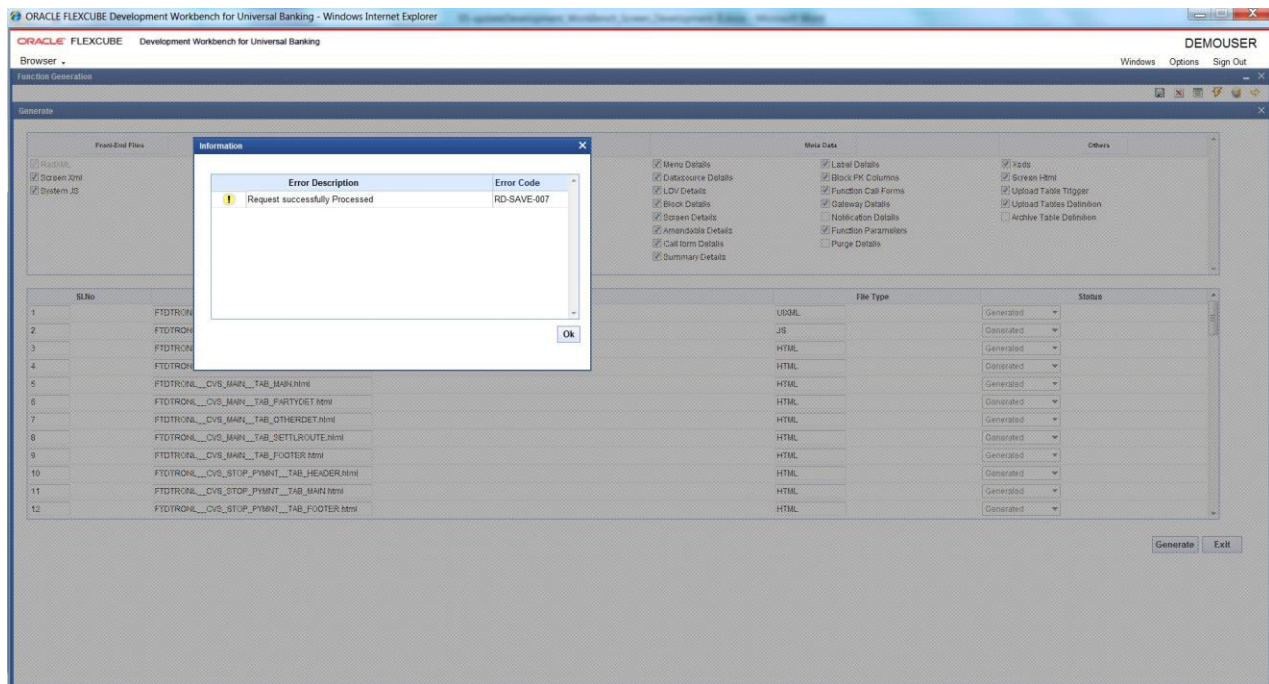 ORACLE FLEXCUBE Development Workbench for Universal Banking - Windows Internet Explorer
ORACLE FLEXCUBE Development Workbench for Universal Banking
DEMOUSER
Browser
Windows Options Sign Out
Function Generation
Generate
Front-End Files Meta Data Others
RadXML
Screen Xml
System JS
Menu Details Label Details Xsds
Datasource Details Block PK Columns Screen Html
LOV Details Function Call Forms Upload Table Trigger
Block Details Gateway Details Upload Tables Definition
Screen Details Notification Details Archive Table Definition
Amendable Details Function Parameters
Call form Details Purge Details
Summary Details
Information
Error Description Error Code
Request successfully Processed RD-SAVE-007
Ok
Sl.No File Type Status
1 FTDTRON UIXML Generated
2 FTDTRON JS Generated
3 FTDTRON HTML Generated
4 FTDTRON HTML Generated
5 FTDTRONL__CVS_MAIN__TAB_MAIN.html HTML Generated
6 FTDTRONL__CVS_MAIN__TAB_PARTYDET.html HTML Generated
7 FTDTRONL__CVS_MAIN__TAB_OTHERDET.html HTML Generated
8 FTDTRONL__CVS_MAIN__TAB_SETTLROUTE.html HTML Generated
9 FTDTRONL__CVS_MAIN__TAB_FOOTER.html HTML Generated
10 FTDTRONL__CVS_STOP_PYMNT__TAB_HEADER.html HTML Generated
11 FTDTRONL__CVS_STOP_PYMNT__TAB_MAIN.html HTML Generated
12 FTDTRONL__CVS_STOP_PYMNT__TAB_FOOTER.html HTML Generated
Generate Exit